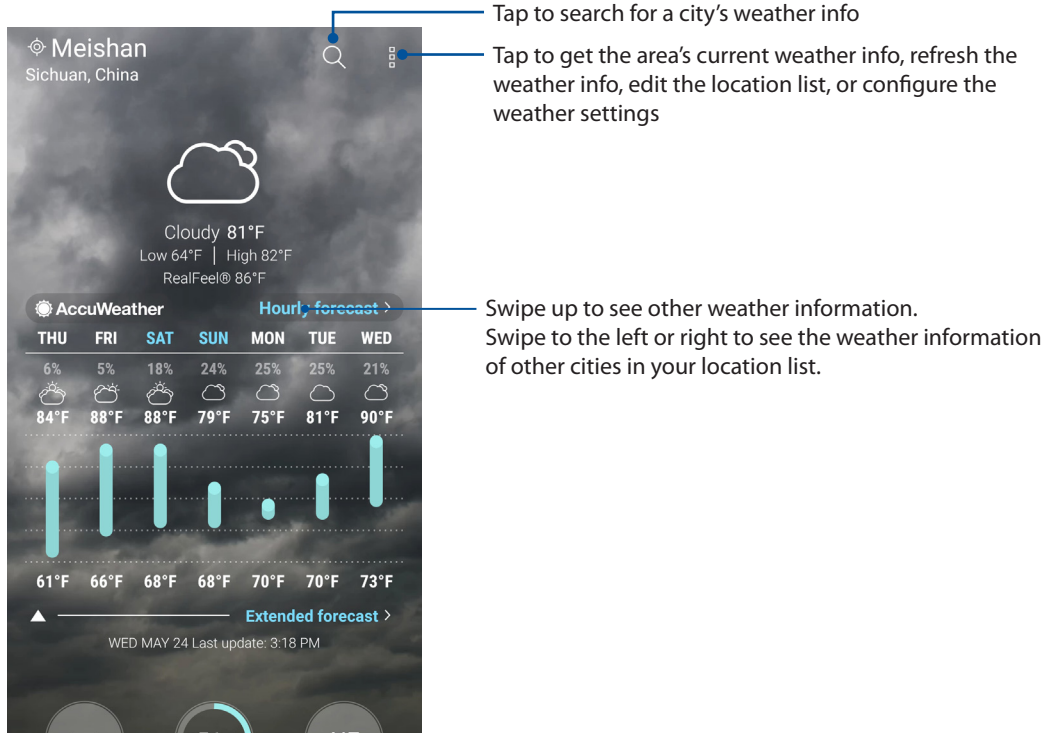 Tap to search for a city's weather info
Meishan
Sichuan, China
Tap to get the area's current weather info, refresh the
weather info, edit the location list, or configure the
weather settings
Cloudy 81°F
Low 64°F | High 82°F
RealFeel® 86°F
AccuWeather Hourly forecast >
Swipe up to see other weather information.
Swipe to the left or right to see the weather information
of other cities in your location list.
THU FRI SAT SUN MON TUE WED
6% 5% 18% 24% 25% 25% 21%
84°F 88°F 88°F 79°F 75°F 81°F 90°F
61°F 66°F 68°F 68°F 70°F 70°F 73°F
Extended forecast >
WED MAY 24 Last update: 3:18 PM